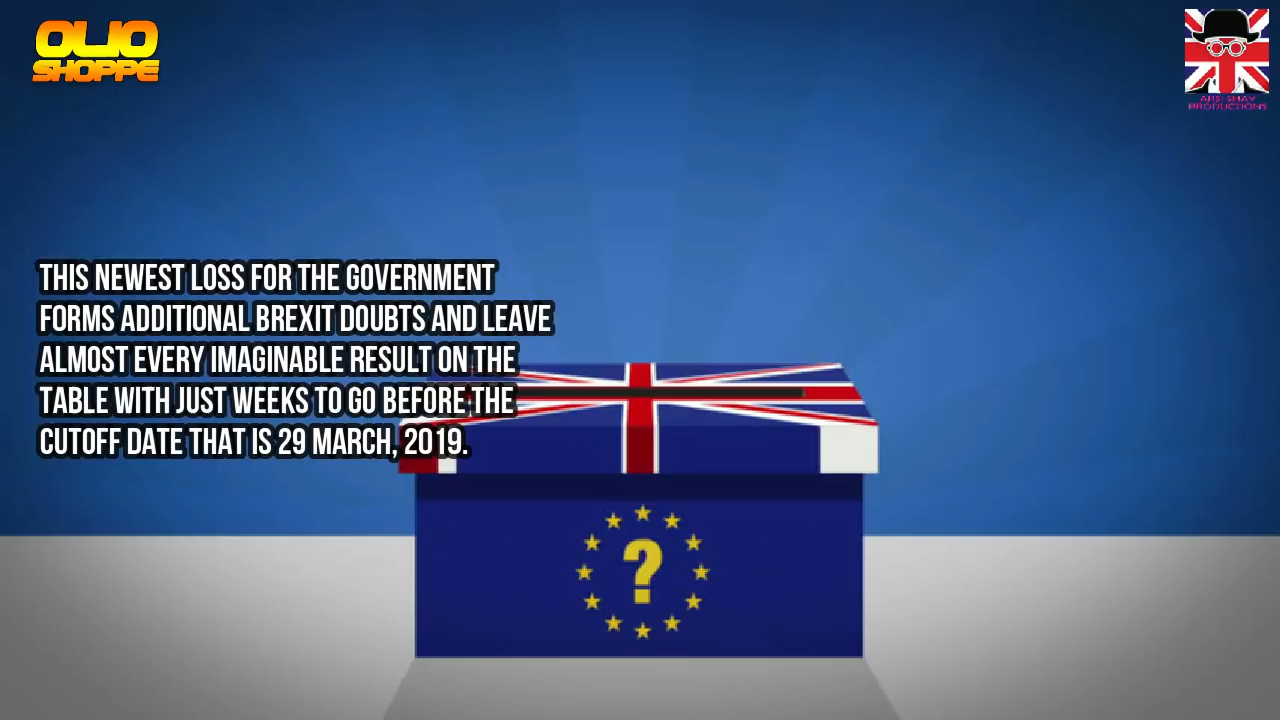 OLIO
SHOPPE
PRODUCTIONS
THIS NEWEST LOSS FOR THE GOVERNMENT
FORMS ADDITIONAL BREXIT DOUBTS AND LEAVE
ALMOST EVERY IMAGINABLE RESULT ON THE
TABLE WITH JUST WEEKS TO GO BEFORE THE
CUTOFF DATE THAT IS 29 MARCH, 2019.
?